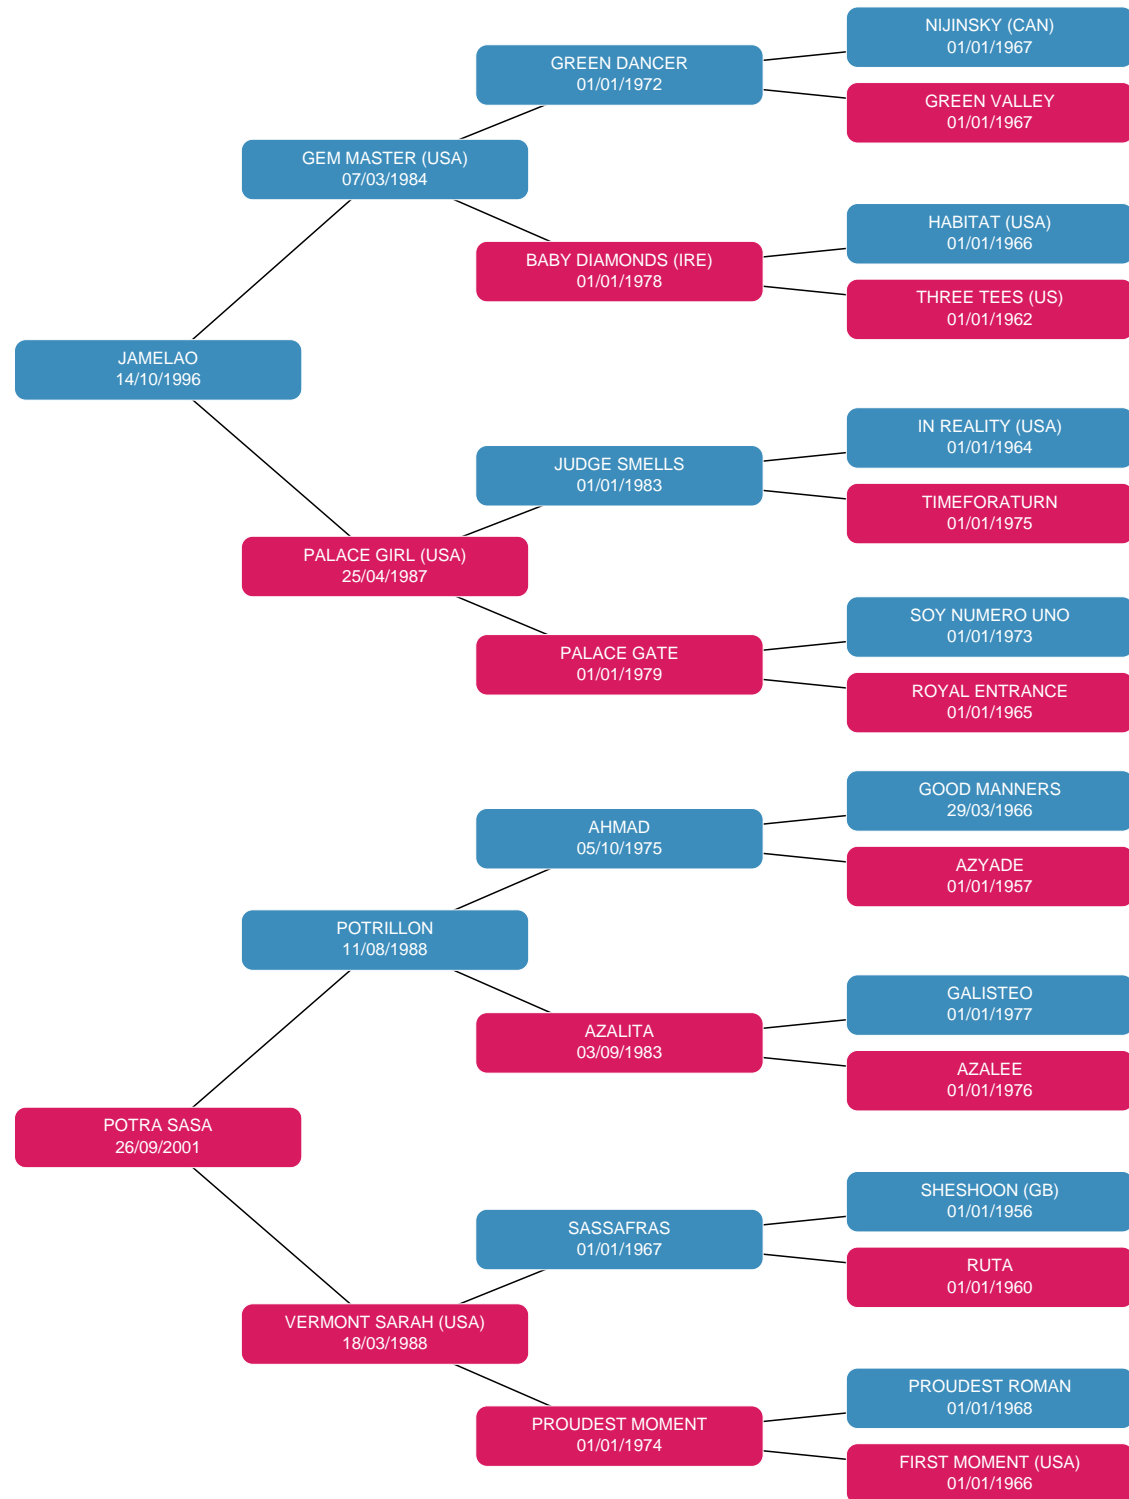 NIJINSKY (CAN)
01/01/1967
GREEN DANCER
01/01/1972
GREEN VALLEY
01/01/1967
GEM MASTER (USA)
07/03/1984
HABITAT (USA)
01/01/1966
BABY DIAMONDS (IRE)
01/01/1978
THREE TEES (US)
01/01/1962
JAMELAO
14/10/1996
IN REALITY (USA)
01/01/1964
JUDGE SMELLS
01/01/1983
TIMEFORATURN
01/01/1975
PALACE GIRL (USA)
25/04/1987
SOY NUMERO UNO
01/01/1973
PALACE GATE
01/01/1979
ROYAL ENTRANCE
01/01/1965
GOOD MANNERS
29/03/1966
AHMAD
05/10/1975
AZYADE
01/01/1957
POTRILLON
11/08/1988
GALISTEO
01/01/1977
AZALITA
03/09/1983
AZALEE
01/01/1976
POTRA SASA
26/09/2001
SHESHOON (GB)
01/01/1956
SASSAFRAS
01/01/1967
RUTA
01/01/1960
VERMONT SARAH (USA)
18/03/1988
PROUDEST ROMAN
01/01/1968
PROUDEST MOMENT
01/01/1974
FIRST MOMENT (USA)
01/01/1966